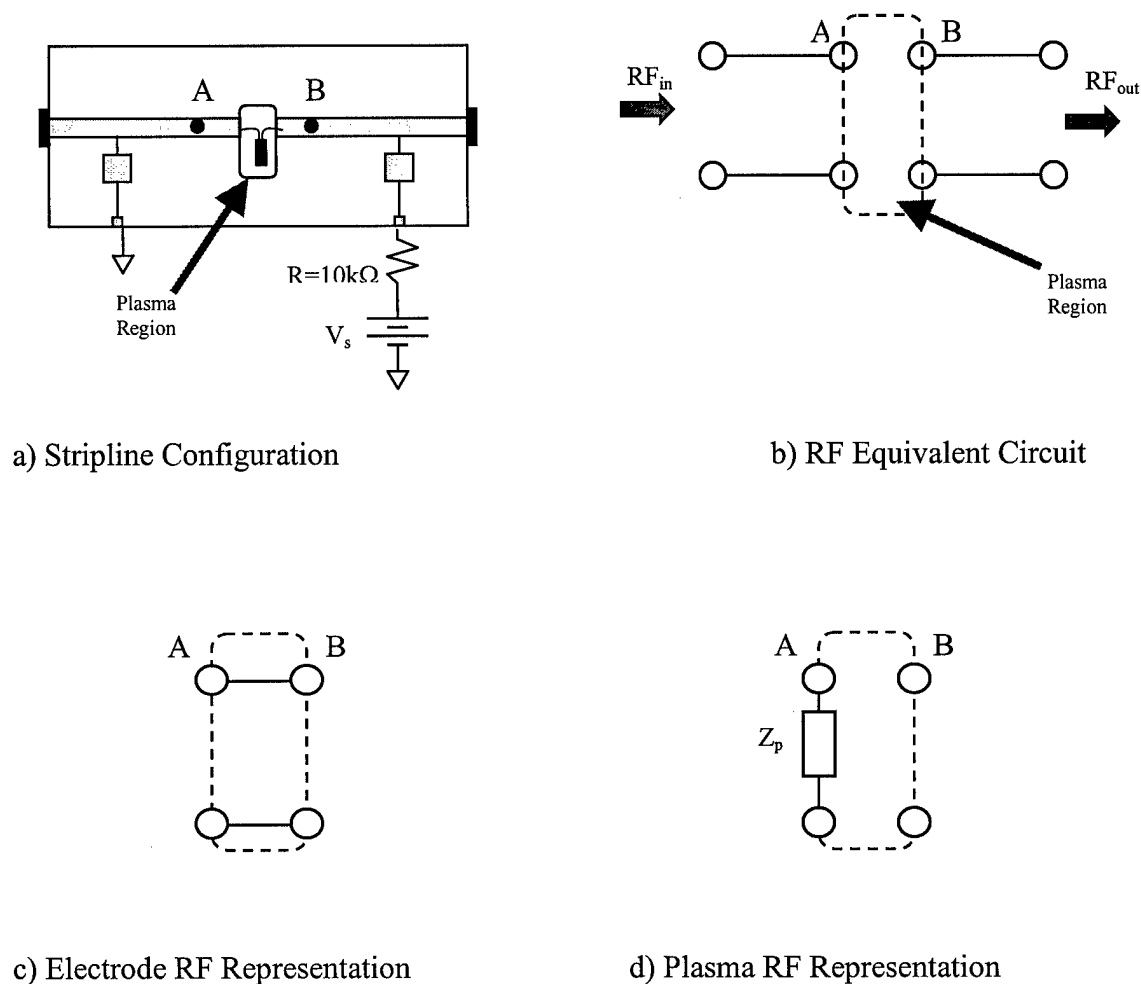 A
B
R=10kΩ
V_s
Plasma
Region
a) Stripline Configuration
A
B
RF_in
RF_out
Plasma
Region
b) RF Equivalent Circuit
A
B
c) Electrode RF Representation
A
B
Z_p
d) Plasma RF Representation